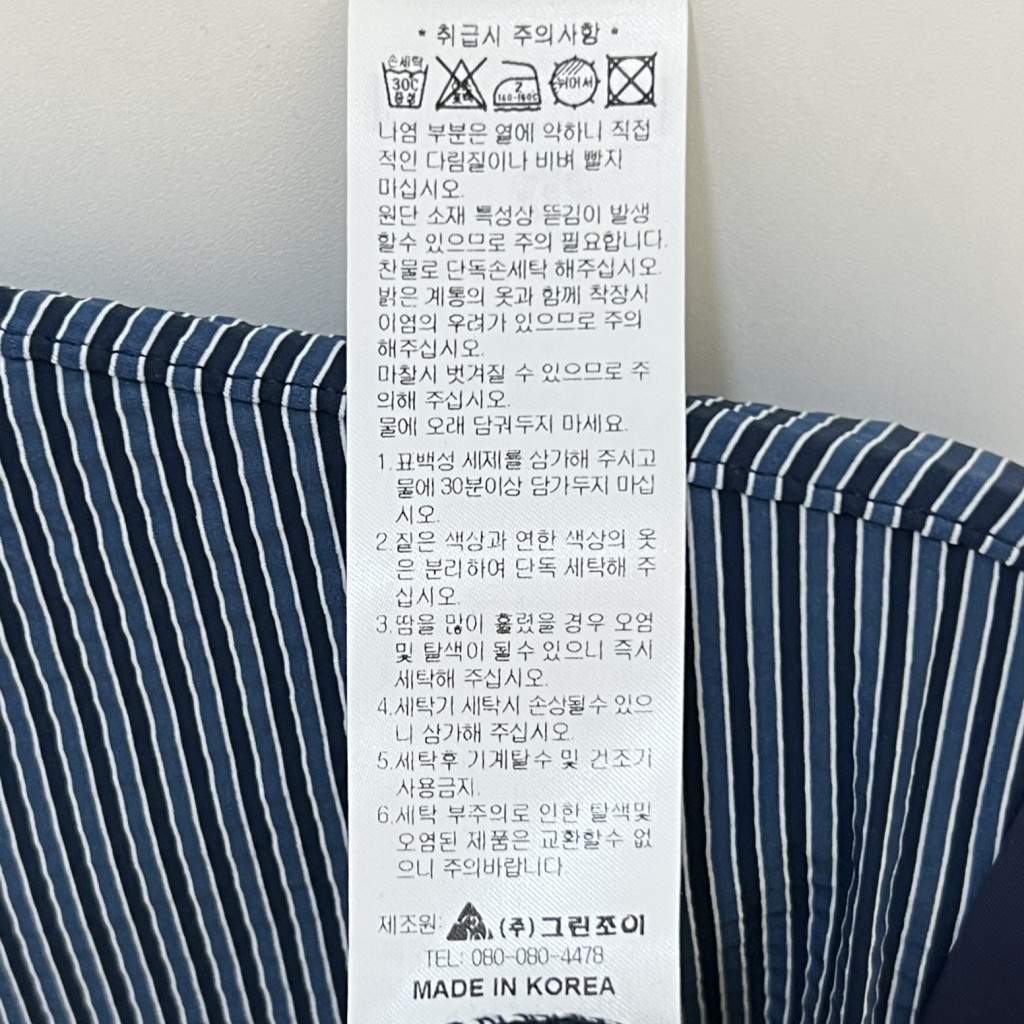 * 취급시 주의사항 *
손세탁
30C
중성
염소
표백
2
140-160C
뉘어서
나염 부분은 열에 약하니 직접
적인 다림질이나 비벼 빨지
마십시오.
원단 소재 특성상 뜯김이 발생
할수 있으므로 주의 필요합니다.
찬물로 단독손세탁 해주십시오.
밝은 계통의 옷과 함께 착장시
이염의 우려가 있으므로 주의
해주십시오.
마찰시 벗겨질 수 있으므로 주
의해 주십시오.
물에 오래 담궈두지 마세요.
1.표백성 세제를 삼가해 주시고
물에 30분이상 담가두지 마십
시오.
2.짙은 색상과 연한 색상의 옷
은 분리하여 단독 세탁해 주
십시오.
3.땀을 많이 흘렸을 경우 오염
및 탈색이 될수 있으니 즉시
세탁해 주십시오.
4.세탁기 세탁시 손상될수 있으
니 삼가해 주십시오.
5.세탁후 기계탈수 및 건조기
사용금지.
6.세탁 부주의로 인한 탈색및
오염된 제품은 교환할수 없
으니 주의바랍니다
제조원: (주)그린조이
TEL: 080-080-4478
MADE IN KOREA